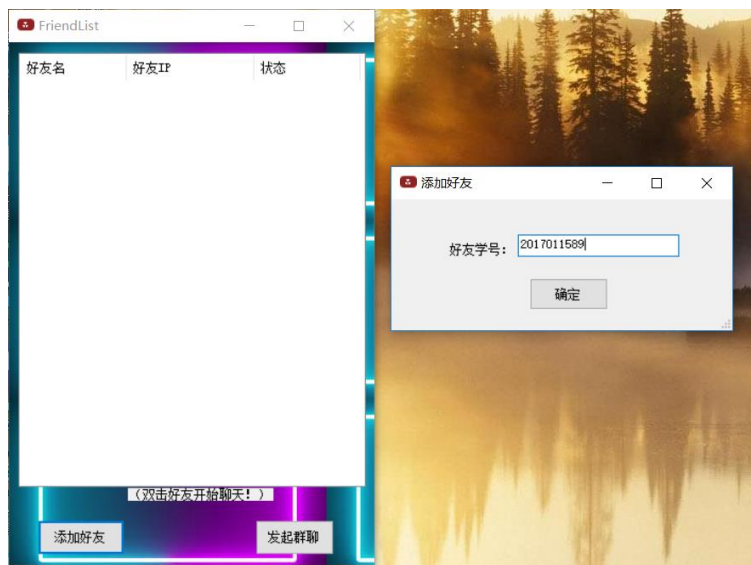 FriendList
好友名 好友IP 状态
(双击好友开始聊天！)
添加好友 发起群聊
添加好友
好友学号： 2017011589
确定